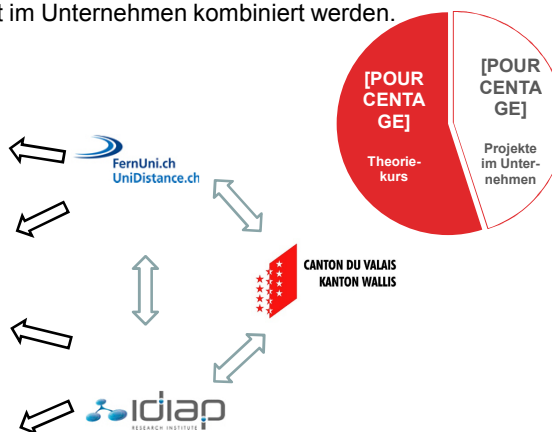 t im Unternehmen kombiniert werden.
[POUR
CENTA
GE]
Theorie-
kurs
[POUR
CENTA
GE]
Projekte
im Unter-
nehmen
FernUni.ch
UniDistance.ch
CANTON DU VALAIS
KANTON WALLIS
idiap
RESEARCH INSTITUTE